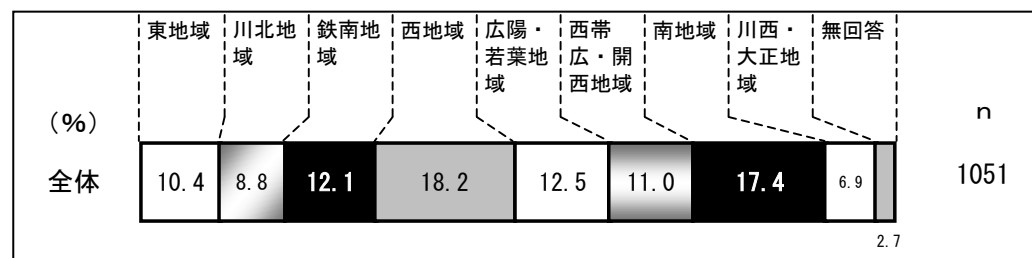 東地域
川北地
域
鉄南地
域
西地域
広陽・
若葉地
域
西帯
広・開
西地域
南地域
川西・
大正地
域
無回答
(%)
n
全体
10.4
8.8
12.1
18.2
12.5
11.0
17.4
6.9
2.7
1051